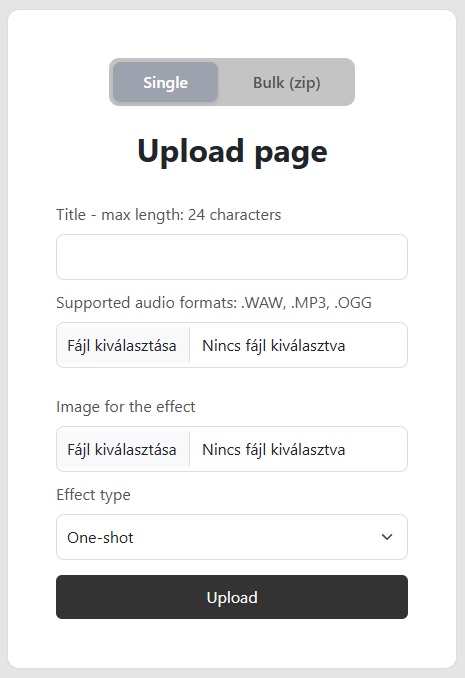 Single Bulk (zip)
Upload page
Title - max length: 24 characters
Supported audio formats: .WAW, .MP3, .OGG
Fájl kiválasztása Nincs fájl kiválasztva
Image for the effect
Fájl kiválasztása Nincs fájl kiválasztva
Effect type
One-shot
Upload